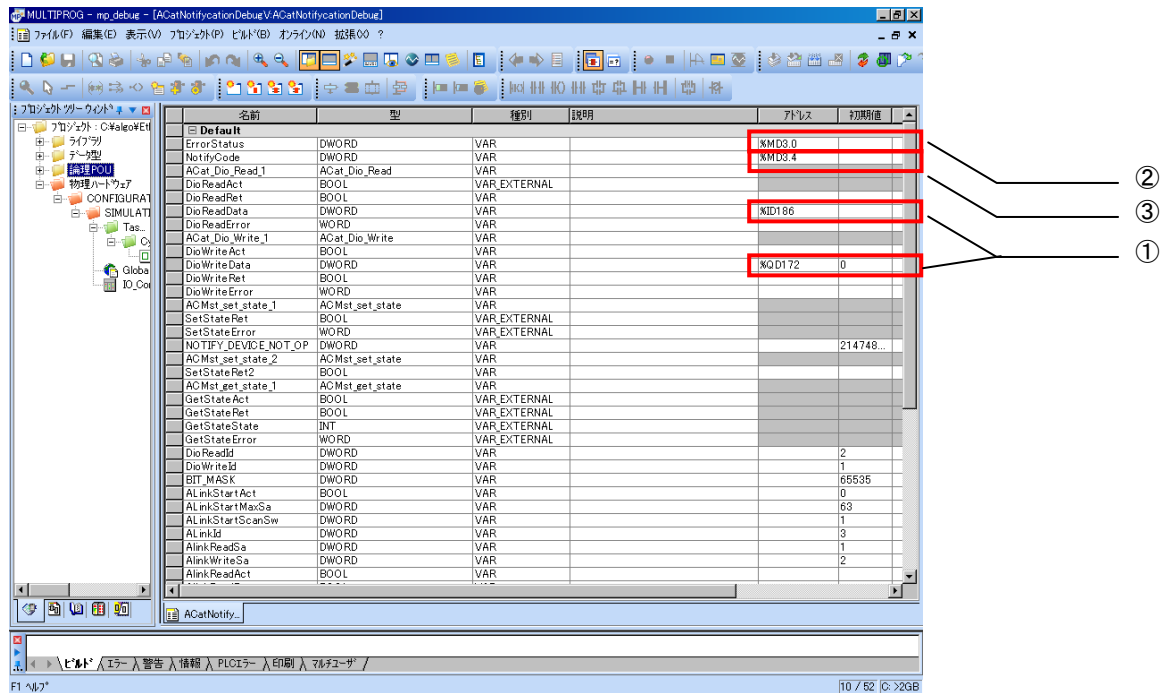 MULTIPROG - mp_debug - [ACatNotifycationDebugV:ACatNotifycationDebug]
ファイル(F) 編集(E) 表示(V) プロジェクト(P) ビルド(B) オンライン(N) 拡張(X) ?
プロジェクト ツリー ウィンドウ
プロジェクト : C:¥algo¥Etl
ライブラリ
データ型
論理POU
物理ハードウェア
CONFIGURAT
SIMULATI
Tas...
Cy
Globa
IO_Cor
名前 型 種別 説明 アドレス 初期値
Default
ErrorStatus DWORD VAR %MD3.0
NotifyCode DWORD VAR %MD3.4
ACat_Dio_Read_1 ACat_Dio_Read VAR
DioReadAct BOOL VAR_EXTERNAL
DioReadRet BOOL VAR
DioReadData DWORD VAR %ID186
DioReadError WORD VAR
ACat_Dio_Write_1 ACat_Dio_Write VAR
DioWriteAct BOOL VAR
DioWriteData DWORD VAR %QD172 0
DioWriteRet BOOL VAR
DioWriteError WORD VAR
ACMst_set_state_1 ACMst_set_state VAR
SetStateRet BOOL VAR_EXTERNAL
SetStateError WORD VAR_EXTERNAL
NOTIFY_DEVICE_NOT_OP DWORD VAR 214748...
ACMst_set_state_2 ACMst_set_state VAR
SetStateRet2 BOOL VAR
ACMst_get_state_1 ACMst_get_state VAR
GetStateAct BOOL VAR_EXTERNAL
GetStateRet BOOL VAR_EXTERNAL
GetStateState INT VAR_EXTERNAL
GetStateError WORD VAR_EXTERNAL
DioReadId DWORD VAR 2
DioWriteId DWORD VAR 1
BIT_MASK DWORD VAR 65535
ALinkStartAct BOOL VAR 0
ALinkStartMaxSa DWORD VAR 63
ALinkStartScanSw DWORD VAR 1
ALinkId DWORD VAR 3
AlinkReadSa DWORD VAR 1
AlinkWriteSa DWORD VAR 2
AlinkReadAct BOOL VAR
②
③
①
ACatNotify...
ビルド エラー 警告 情報 PLCエラー 印刷 マルチユーザ
F1 ヘルプ 10 / 52 C: >2GB